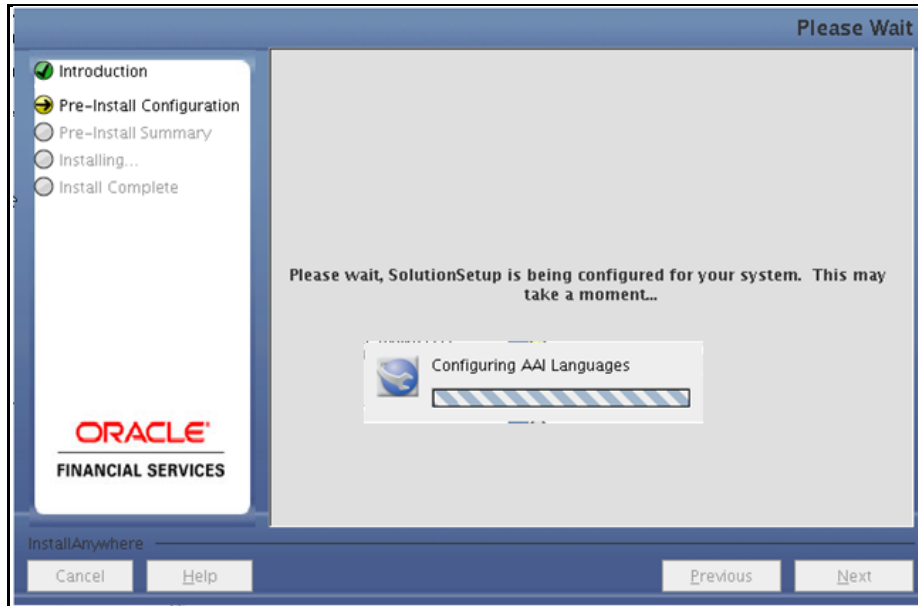 Please Wait
Introduction
Pre-Install Configuration
Pre-Install Summary
Installing...
Install Complete
Please wait, SolutionSetup is being configured for your system. This may
take a moment...
Configuring AAI Languages
ORACLE
FINANCIAL SERVICES
InstallAnywhere
Cancel
Help
Previous
Next